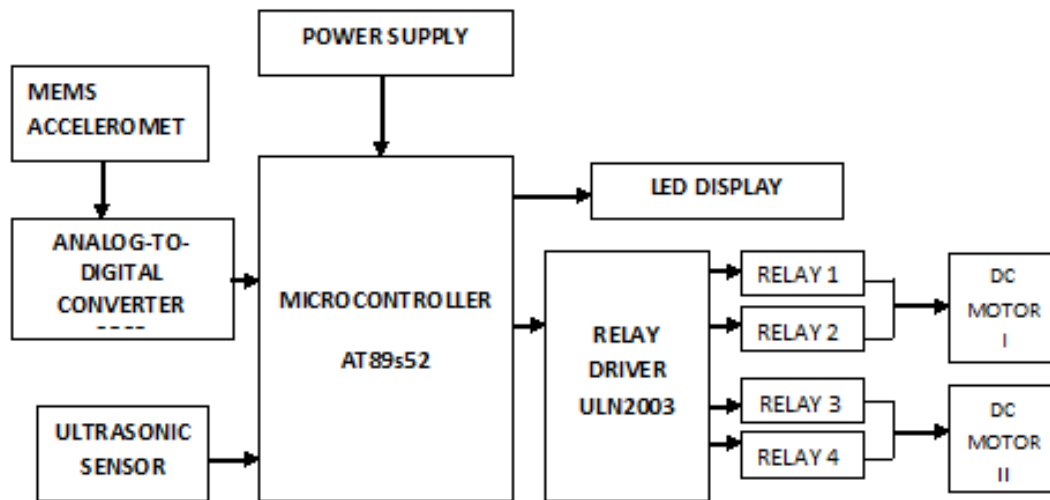 POWER SUPPLY
MEMS
ACCELEROMET
LED DISPLAY
ANALOG-TO-
DIGITAL
CONVERTER
MICROCONTROLLER
AT89s52
RELAY
DRIVER
ULN2003
RELAY 1
RELAY 2
RELAY 3
RELAY 4
DC
MOTOR
I
DC
MOTOR
II
ULTRASONIC
SENSOR